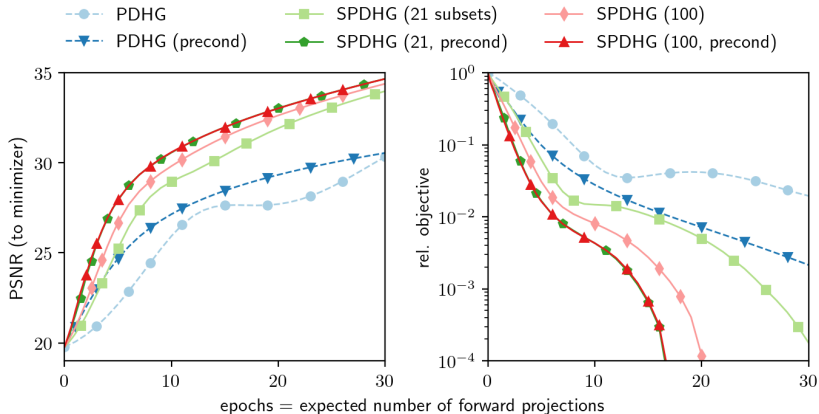 PDHG SPDHG (21 subsets) SPDHG (100)
PDHG (precond) SPDHG (21, precond) SPDHG (100, precond)
PSNR (to minimizer)
35
30
25
20
0 10 20 30
rel. objective
10^0
10^−1
10^−2
10^−3
10^−4
0 10 20 30
epochs = expected number of forward projections